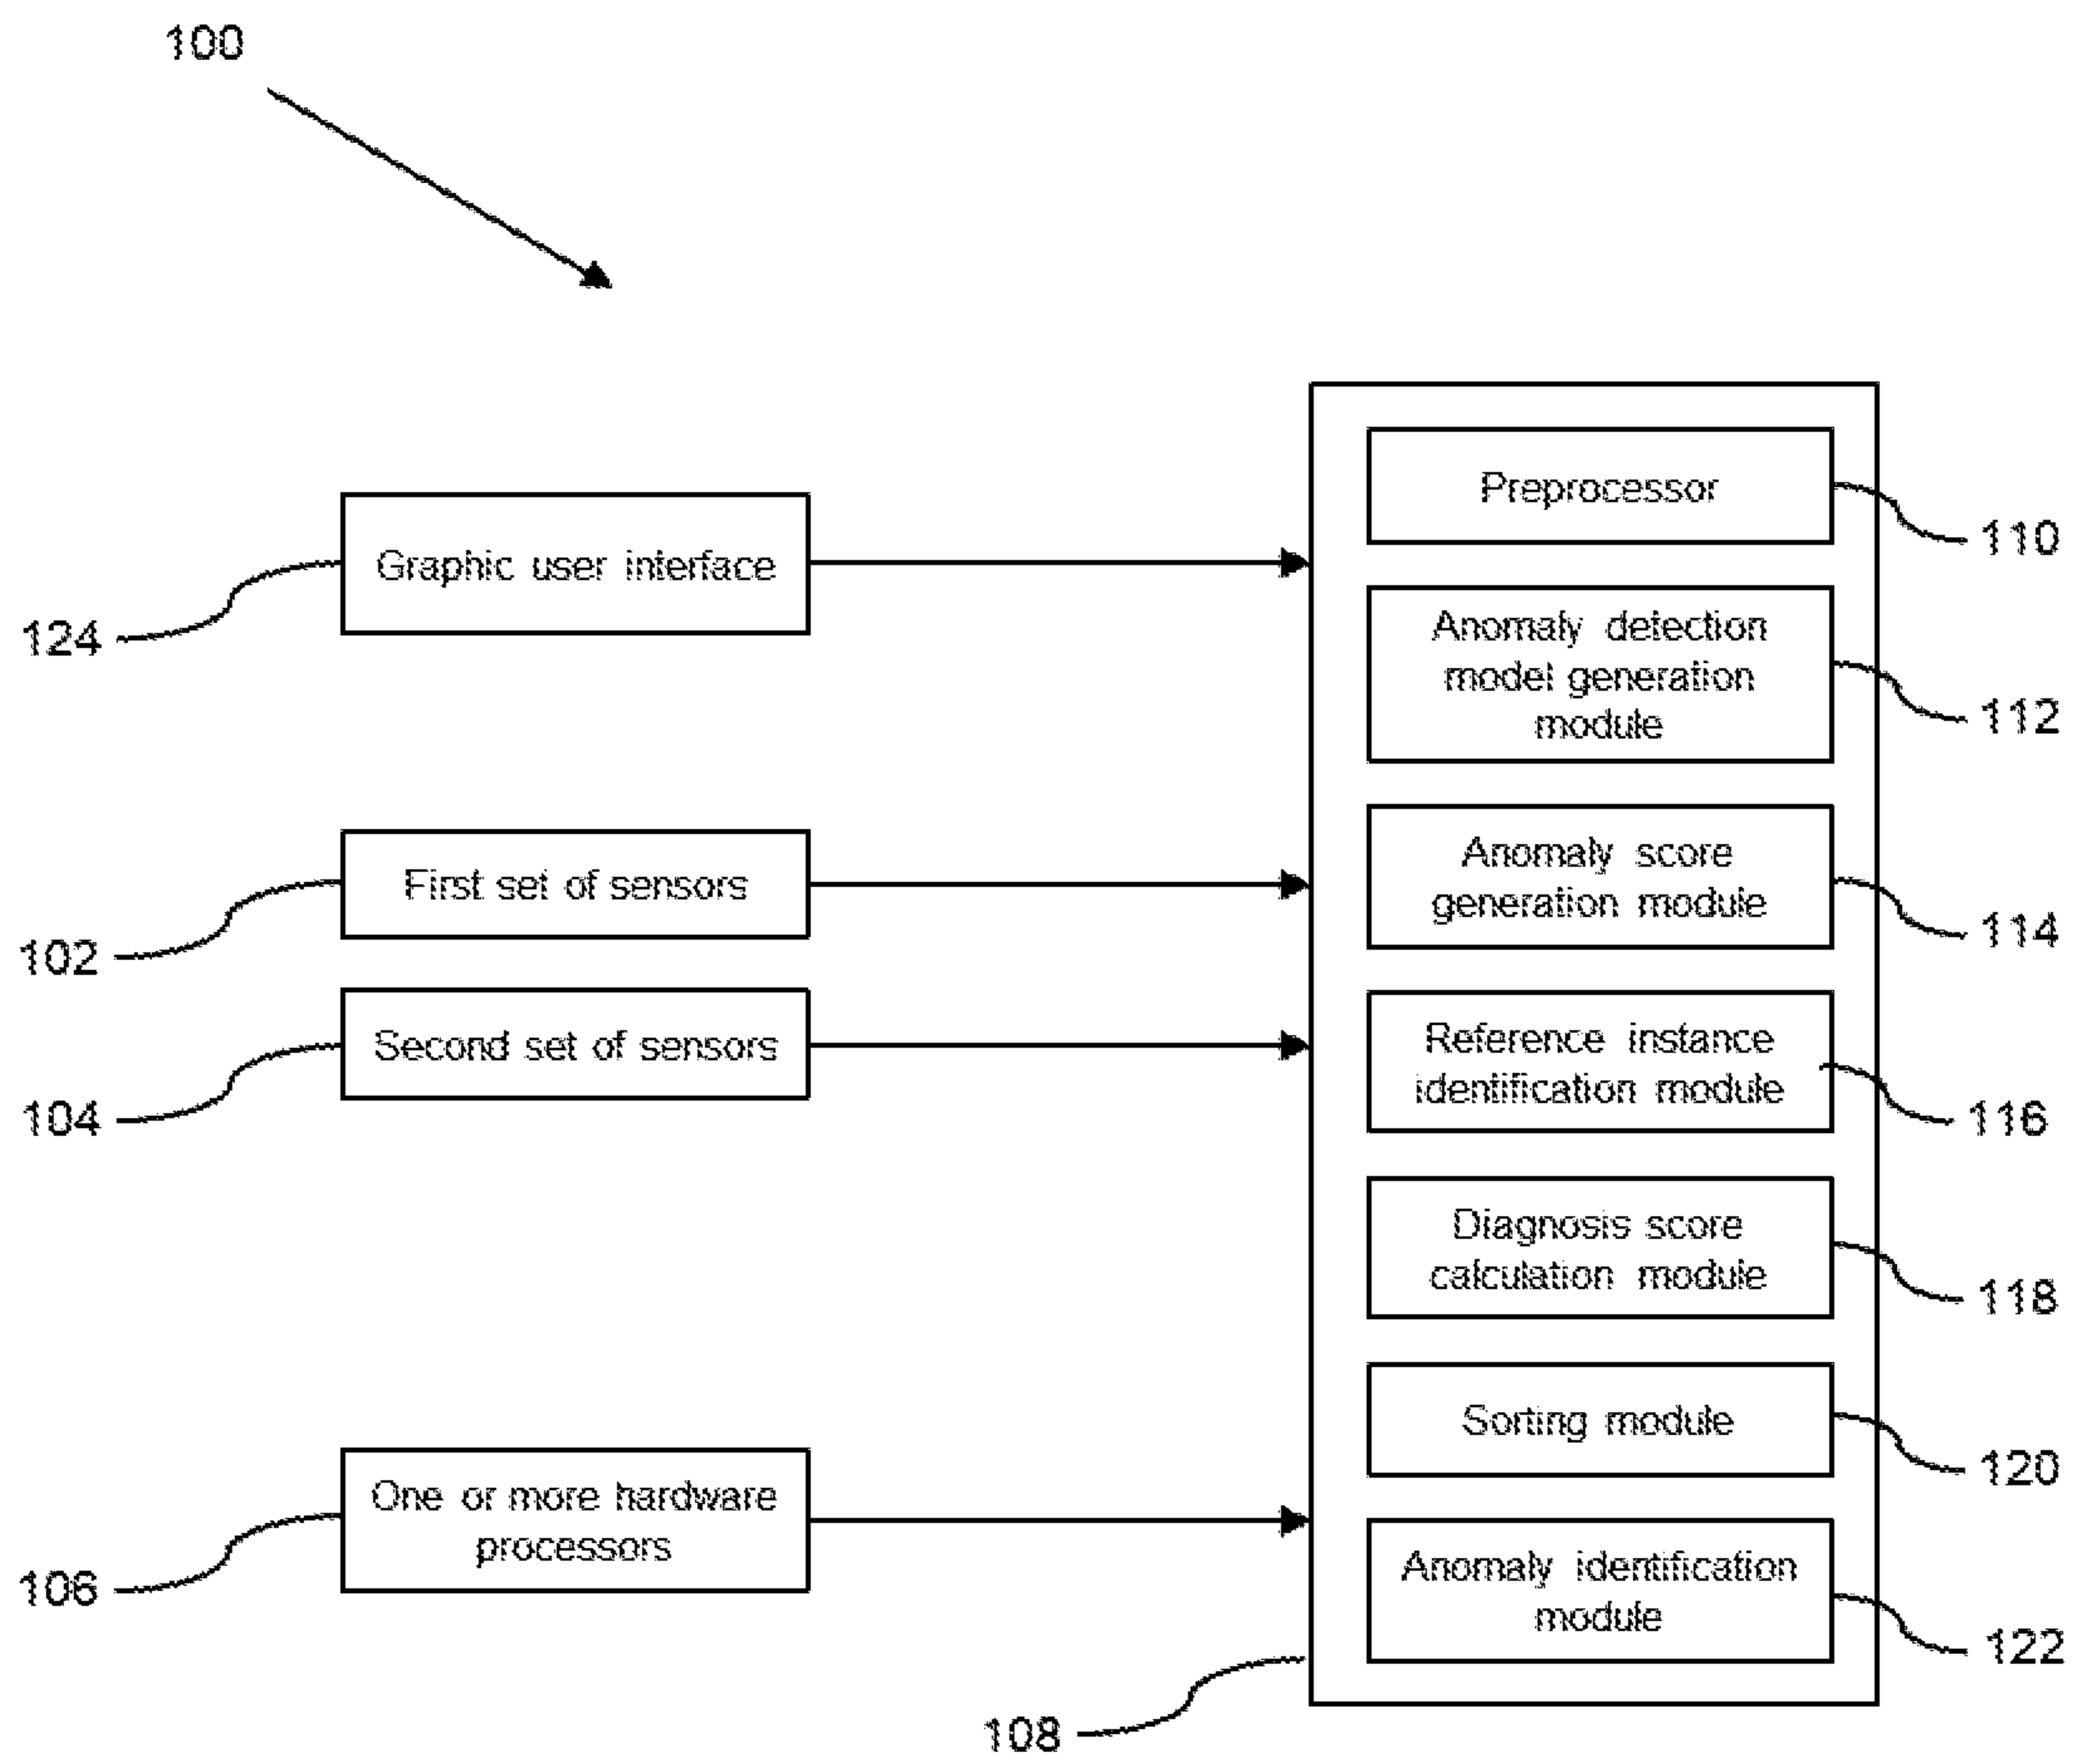 100
Graphic user interface
124
First set of sensors
102
Second set of sensors
104
One or more hardware
processors
106
Preprocessor
110
Anomaly detection
model generation
module
112
Anomaly score
generation module
114
Reference instance
identification module
116
Diagnosis score
calculation module
118
Sorting module
120
Anomaly identification
module
122
108